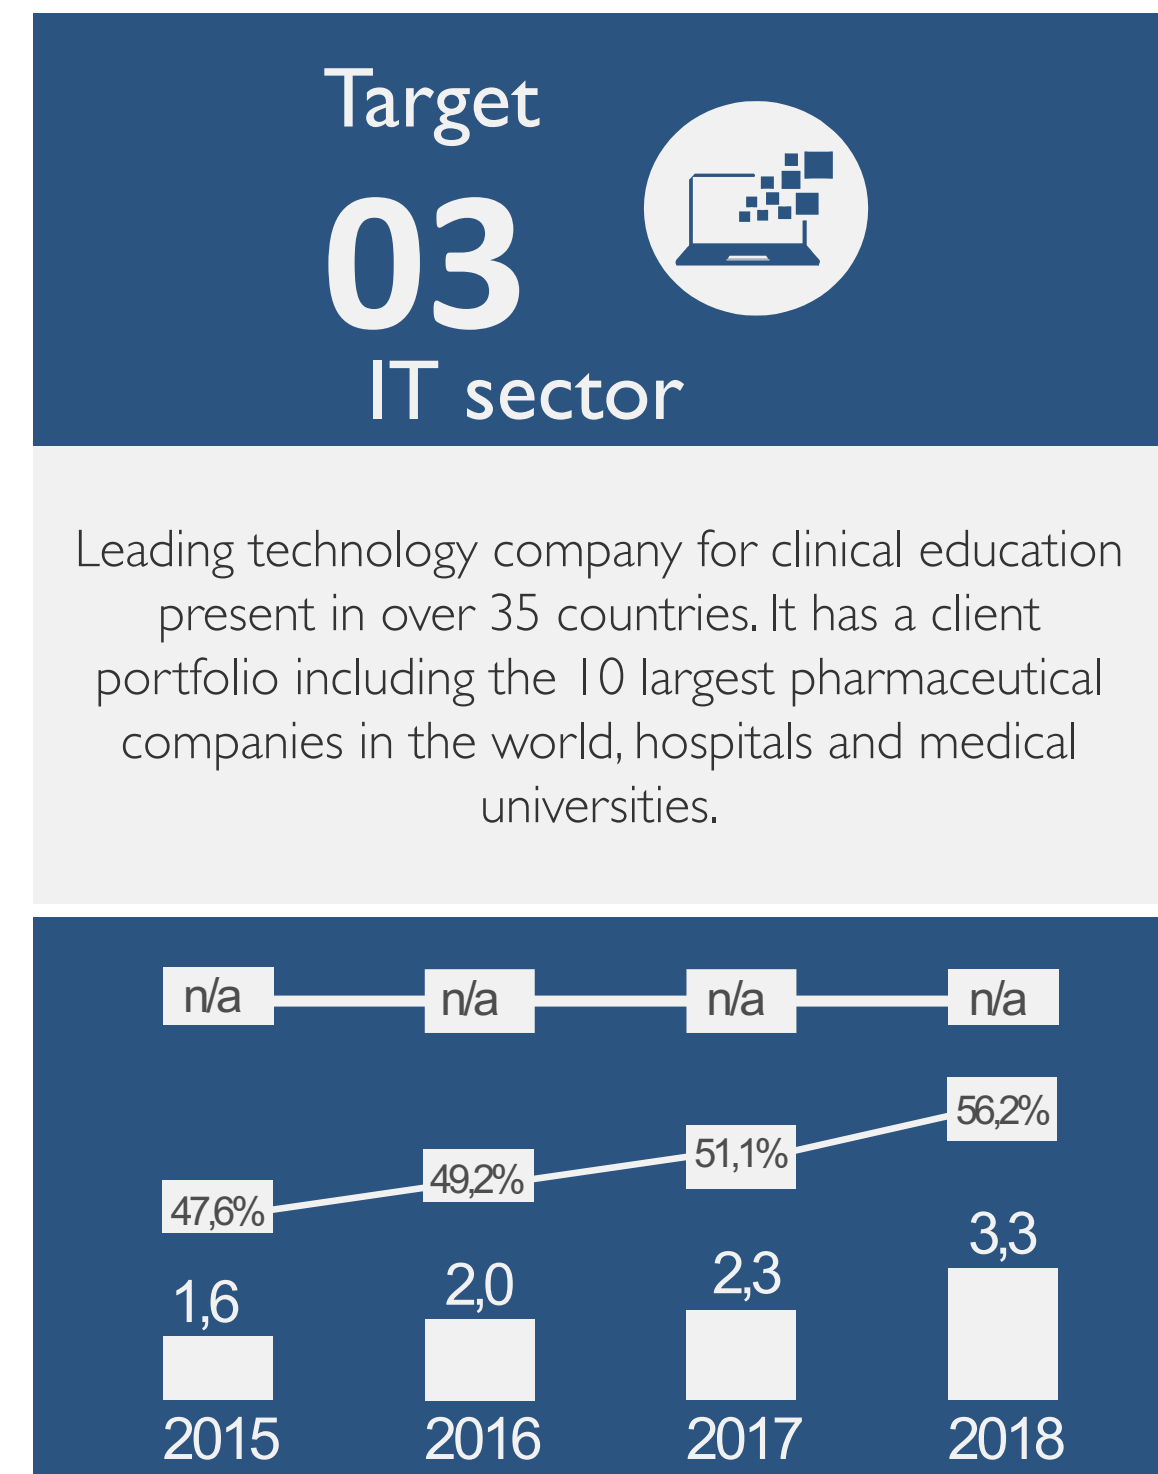 Target
03
IT sector
Leading technology company for clinical education
present in over 35 countries. It has a client
portfolio including the 10 largest pharmaceutical
companies in the world, hospitals and medical
universities.
n/a n/a n/a n/a
47,6% 49,2% 51,1% 56,2%
1,6 2,0 2,3 3,3
2015 2016 2017 2018